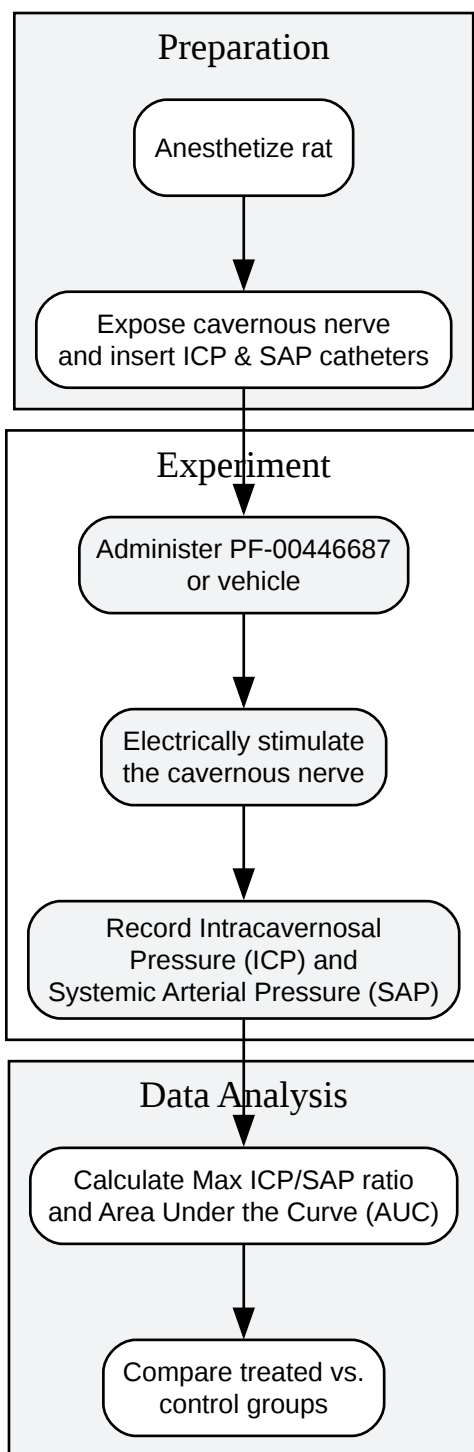 Preparation
Anesthetize rat
Expose cavernous nerve
and insert ICP & SAP catheters
Experiment
Administer PF-00446687
or vehicle
Electrically stimulate
the cavernous nerve
Record Intracavernosal
Pressure (ICP) and
Systemic Arterial Pressure (SAP)
Data Analysis
Calculate Max ICP/SAP ratio
and Area Under the Curve (AUC)
Compare treated vs.
control groups